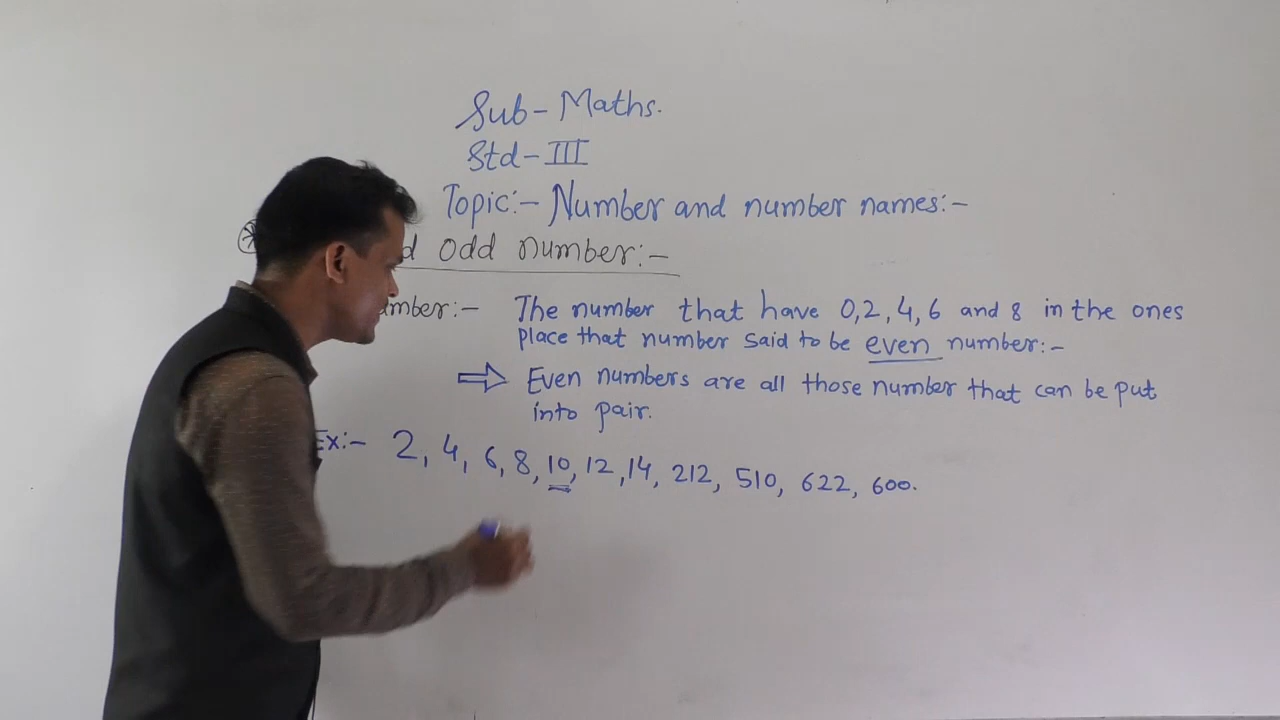 Sub- Maths.
Std- III
Topic:- Number and number names:-
odd number:-
The number that have 0,2,4,6 and 8 in the ones
place that number said to be even number:-
⇒ Even numbers are all those number that can be put
into pair.
Ex:- 2, 4, 6, 8, 10, 12, 14, 212, 510, 622, 600.